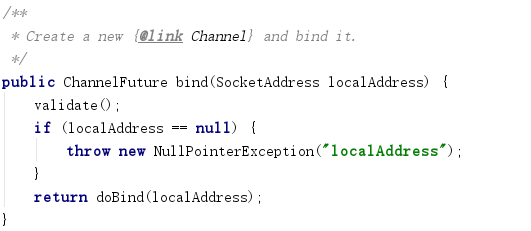 /**
 * Create a new {@link Channel} and bind it.
 */
public ChannelFuture bind(SocketAddress localAddress) {
    validate();
    if (localAddress == null) {
        throw new NullPointerException("localAddress");
    }
    return doBind(localAddress);
}